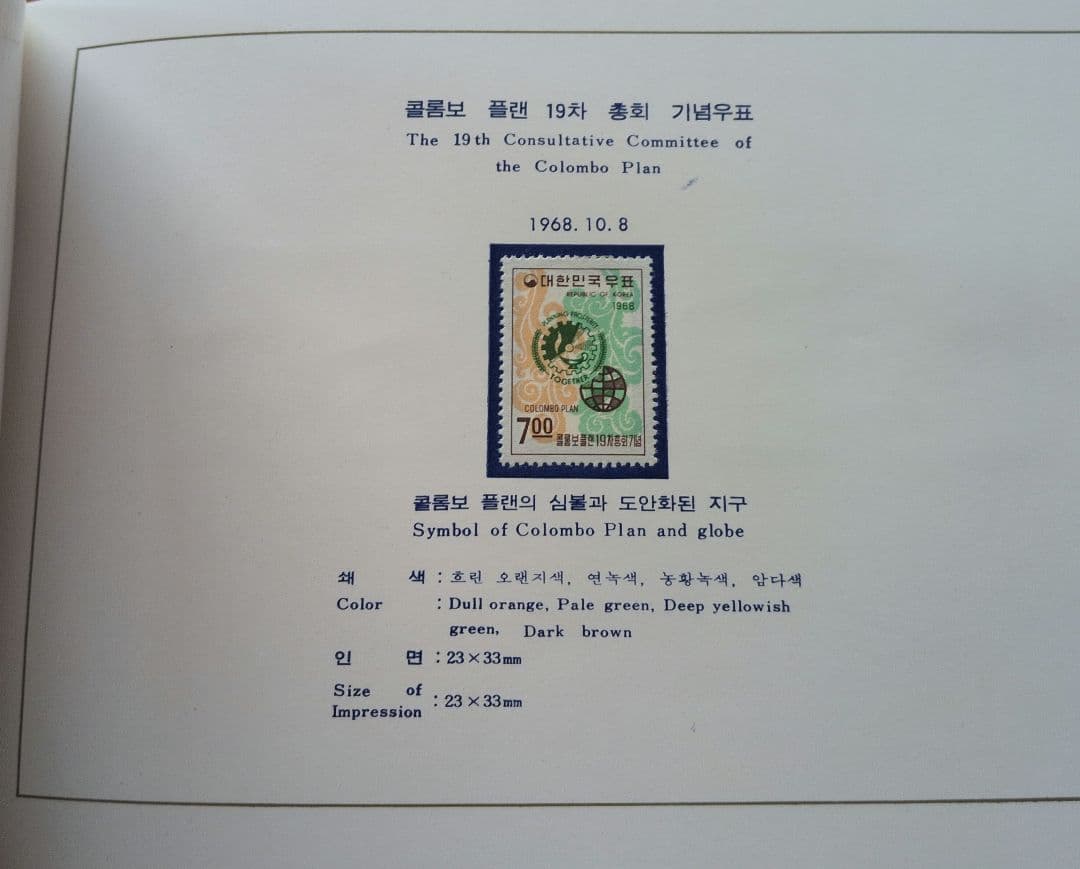 콜롬보 플랜 19차 총회 기념우표
The 19th Consultative Committee of
the Colombo Plan
1968. 10. 8
대한민국우표
REPUBLIC OF KOREA
1968
PLANNING PROSPERITY
TOGETHER
COLOMBO PLAN
700
콜롬보플랜19차총회기념
콜롬보 플랜의 심볼과 도안화된 지구
Symbol of Colombo Plan and globe
쇄 색 : 흐린 오랜지색, 연녹색, 농황녹색, 암다색
Color : Dull orange, Pale green, Deep yellowish
green, Dark brown
인 면 : 23×33mm
Size of
Impression : 23×33mm